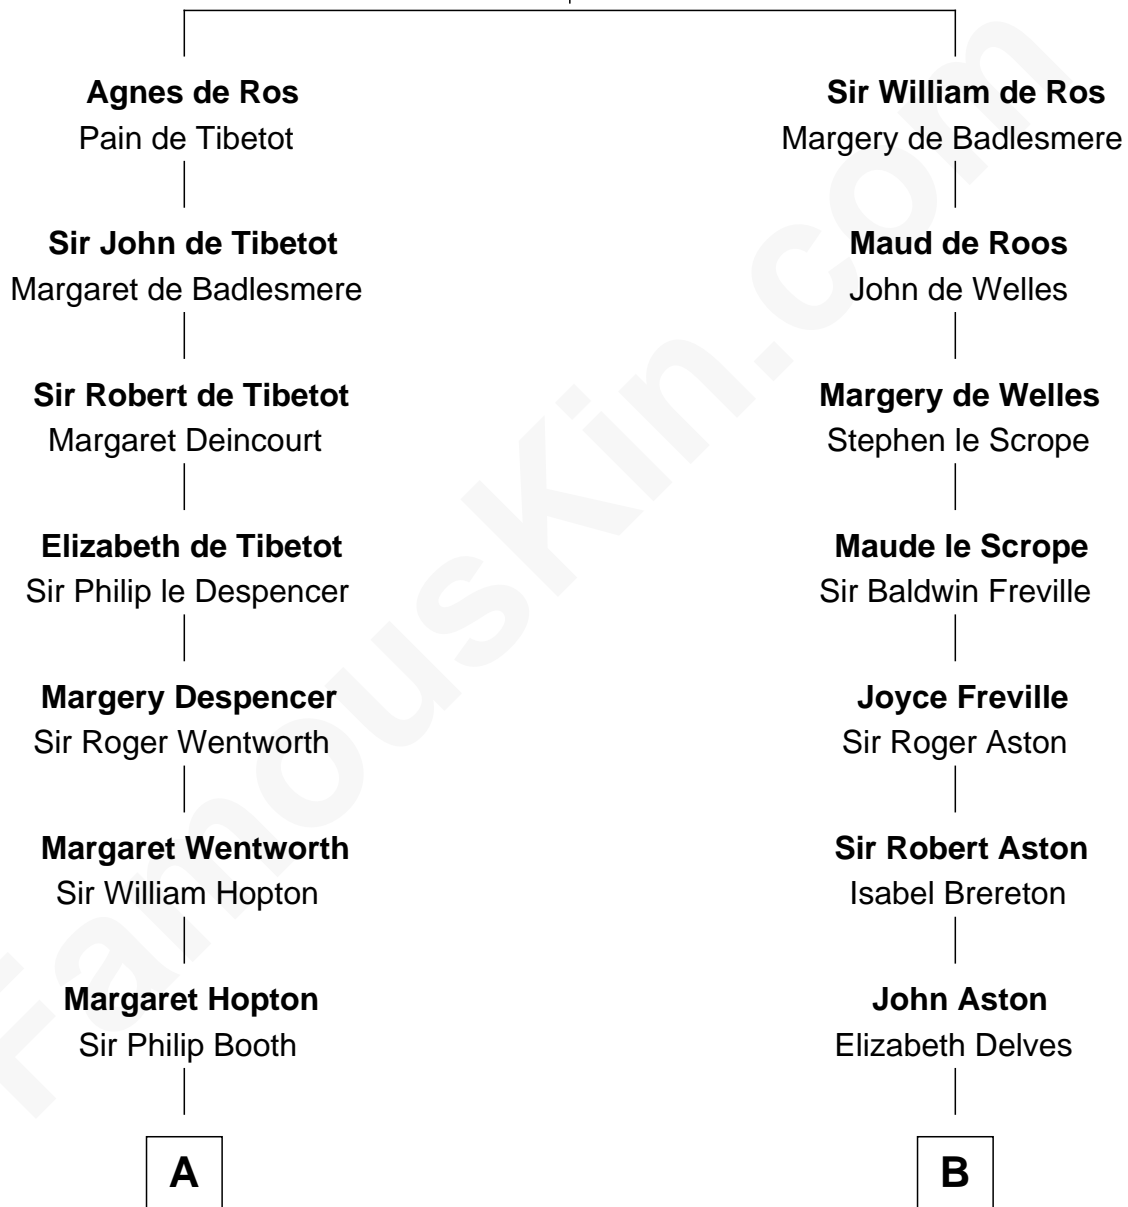 Agnes de Ros
Pain de Tibetot
Sir William de Ros
Margery de Badlesmere
Sir John de Tibetot
Margaret de Badlesmere
Maud de Roos
John de Welles
Sir Robert de Tibetot
Margaret Deincourt
Margery de Welles
Stephen le Scrope
Elizabeth de Tibetot
Sir Philip le Despencer
Maude le Scrope
Sir Baldwin Freville
Margery Despencer
Sir Roger Wentworth
Joyce Freville
Sir Roger Aston
Margaret Wentworth
Sir William Hopton
Sir Robert Aston
Isabel Brereton
Margaret Hopton
Sir Philip Booth
John Aston
Elizabeth Delves
A
B
FamousKin.com